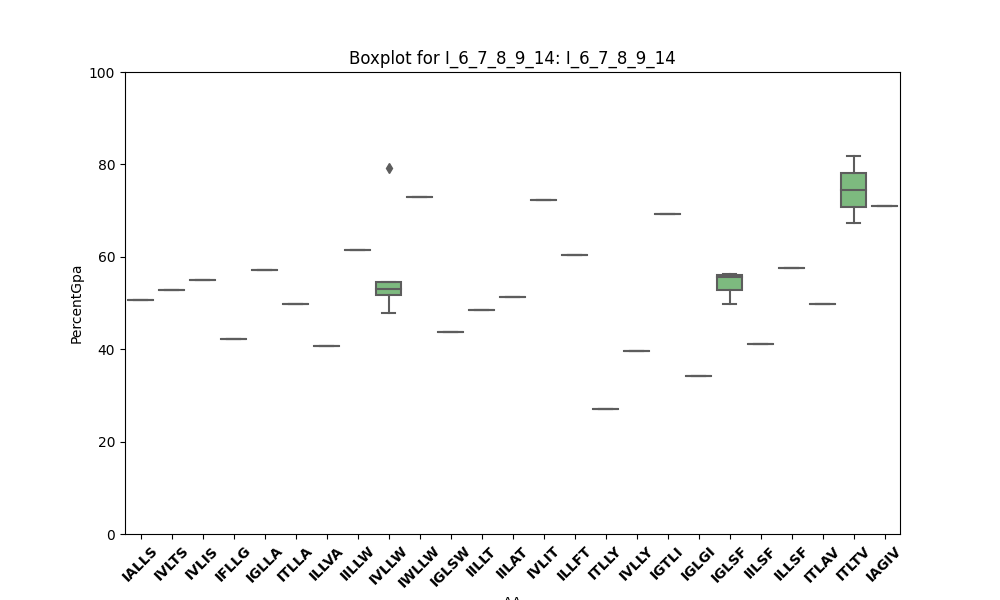 Boxplot for I_6_7_8_9_14: I_6_7_8_9_14
100
80
60
40
20
0
PercentGpa
IALLS
IVLTS
IVLIS
IFLLG
IGLLA
ITLLA
ILLVA
IILLW
IVLLW
IWLLW
IGLSW
IILLT
IILAT
IVLIT
ILLFT
ITLLY
IVLLY
IGTLI
IGLGI
IGLSF
IILSF
ILLSF
ITLAV
ITLTV
IAGIV